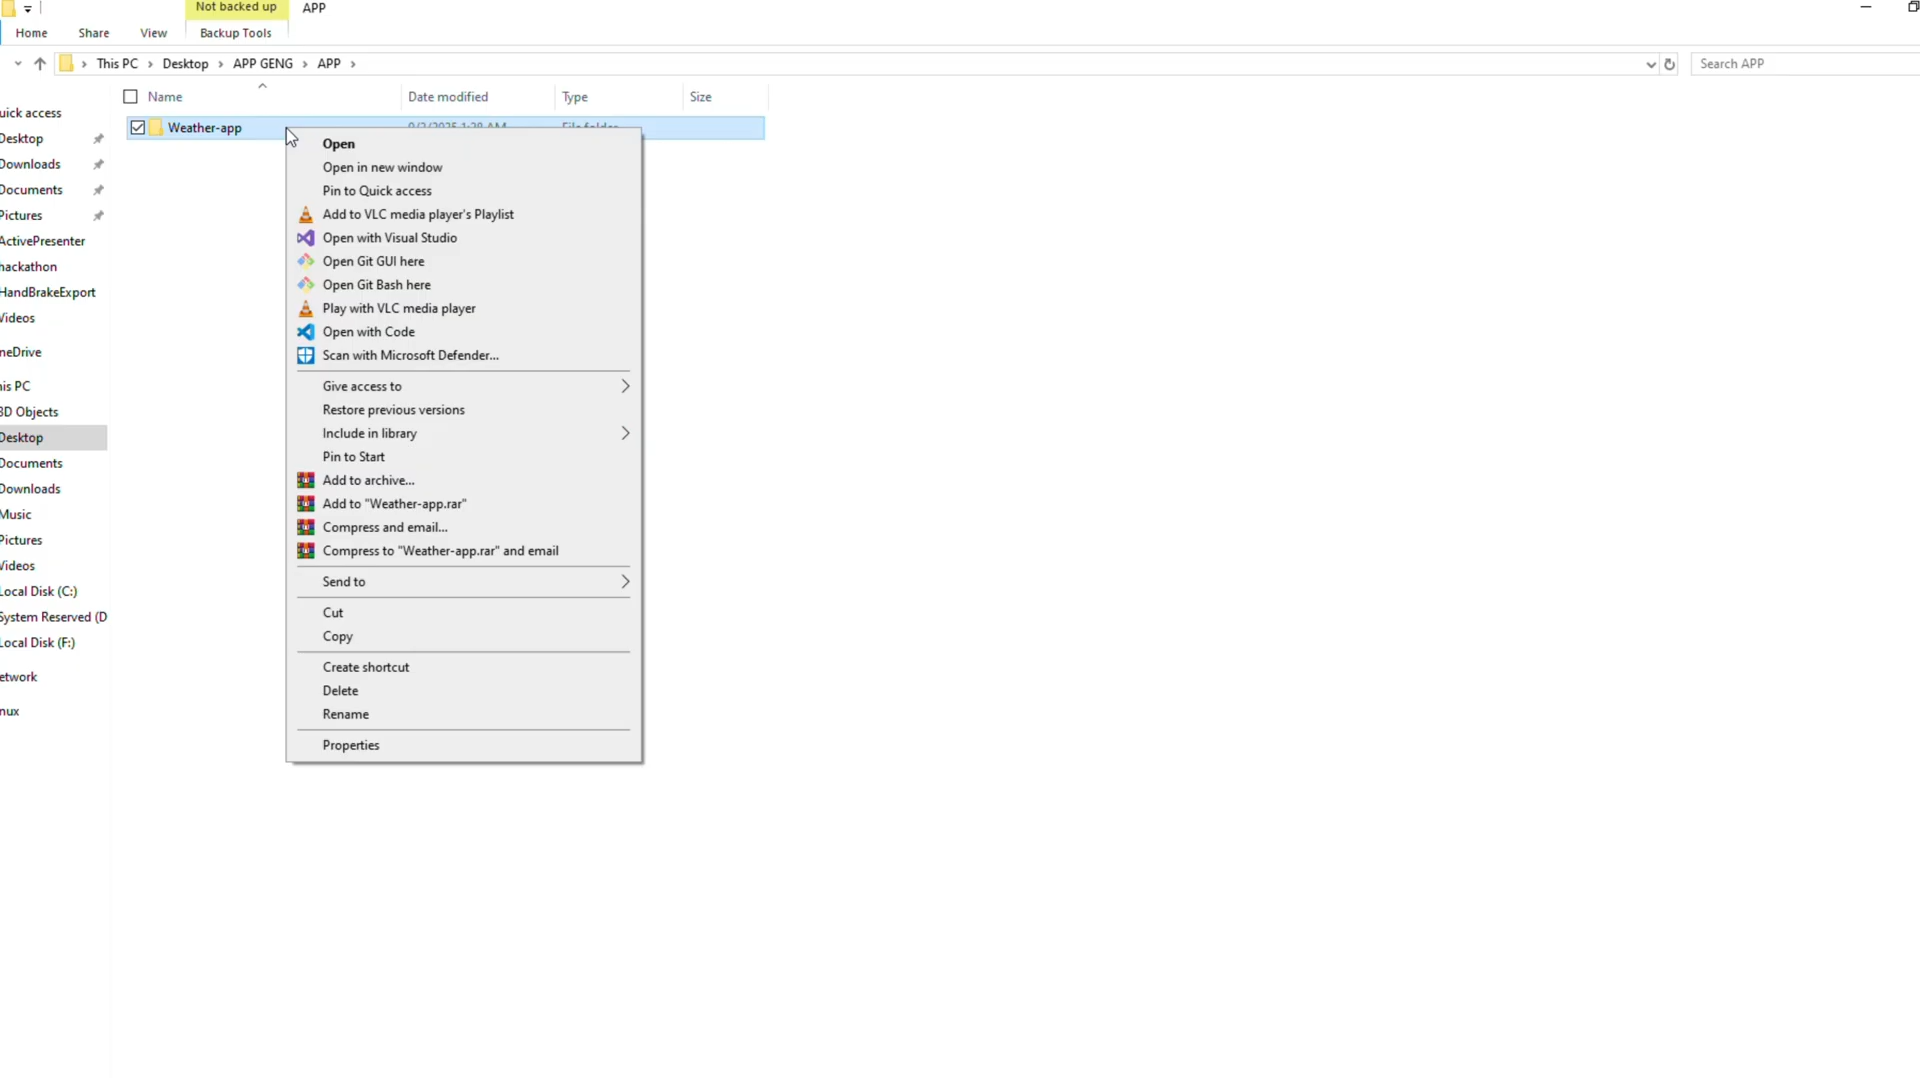 Not backed up
APP
Home
Share
View
Backup Tools
This PC
Desktop
APP GENG
APP
Search APP
Name
Date modified
Type
Size
uick access
Desktop
Downloads
Documents
Pictures
ActivePresenter
hackathon
HandBrakeExport
Videos
neDrive
his PC
3D Objects
Desktop
Documents
Downloads
Music
Pictures
Videos
Local Disk (C:)
System Reserved (D
Local Disk (F:)
etwork
nux
Weather-app
File folder
Open
Open in new window
Pin to Quick access
Add to VLC media player's Playlist
Open with Visual Studio
Open Git GUI here
Open Git Bash here
Play with VLC media player
Open with Code
Scan with Microsoft Defender...
Give access to
Restore previous versions
Include in library
Pin to Start
Add to archive...
Add to "Weather-app.rar"
Compress and email...
Compress to "Weather-app.rar" and email
Send to
Cut
Copy
Create shortcut
Delete
Rename
Properties